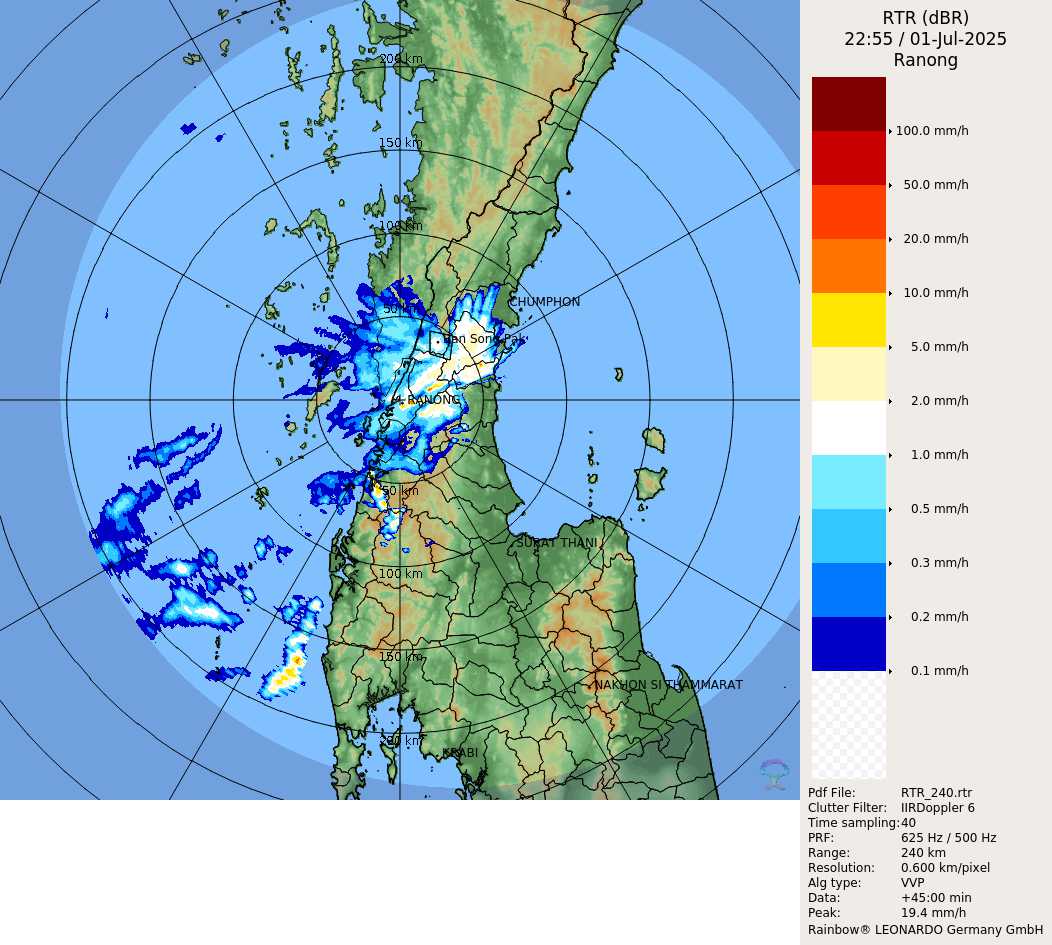 RTR (dBR)
22:55 / 01-Jul-2025
Ranong
100.0 mm/h
50.0 mm/h
20.0 mm/h
10.0 mm/h
5.0 mm/h
2.0 mm/h
1.0 mm/h
0.5 mm/h
0.3 mm/h
0.2 mm/h
0.1 mm/h
200 km
150 km
100 km
50 km
CHUMPHON
Ban Song Pak
RANONG
50 km
SURAT THANI
100 km
150 km
NAKHON SI THAMMARAT
200 km
KRABI
Pdf File: RTR_240.rtr
Clutter Filter: IIRDoppler 6
Time sampling:40
PRF: 625 Hz / 500 Hz
Range: 240 km
Resolution: 0.600 km/pixel
Alg type: VVP
Data: +45:00 min
Peak: 19.4 mm/h
Rainbow® LEONARDO Germany GmbH